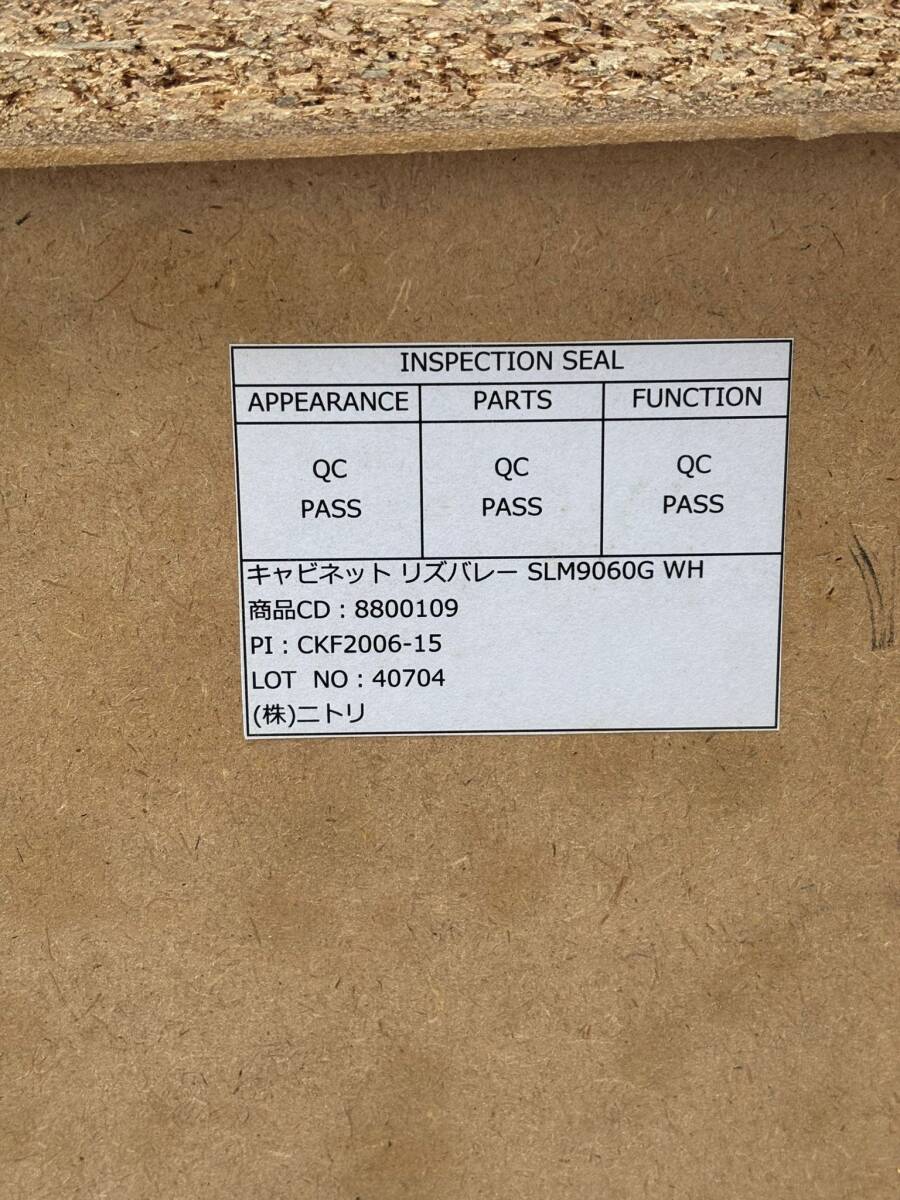 INSPECTION SEAL
APPEARANCE PARTS FUNCTION
QC QC QC
PASS PASS PASS
キャビネット リズバレー SLM9060G WH
商品CD：8800109
PI：CKF2006-15
LOT NO：40704
(株)ニトリ